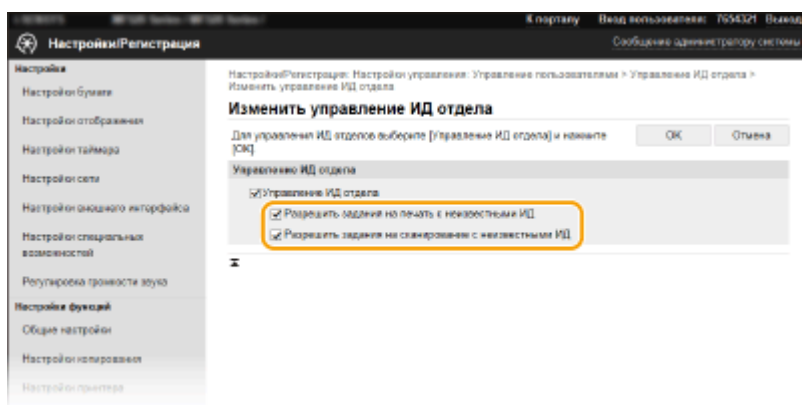 К порталу Вход пользователя: 7654321 Выход
Настройки/Регистрация
Сообщение администратору системы
Настройки
Настройки бумаги
Настройки отображения
Настройки таймера
Настройки сети
Настройки внешнего интерфейса
Настройки специальных
возможностей
Регулировка громкости звука
Настройки функций
Общие настройки
Настройки копирования
Настройки принтера
Настройки/Регистрация: Настройки управления: Управление пользователями > Управление ИД отдела >
Изменить управление ИД отдела
Изменить управление ИД отдела
Для управления ИД отделов выберите [Управление ИД отдела] и нажмите
[OK].
OK Отмена
Управление ИД отдела
Управление ИД отдела
Разрешить задания на печать с неизвестными ИД
Разрешить задания на сканирование с неизвестными ИД